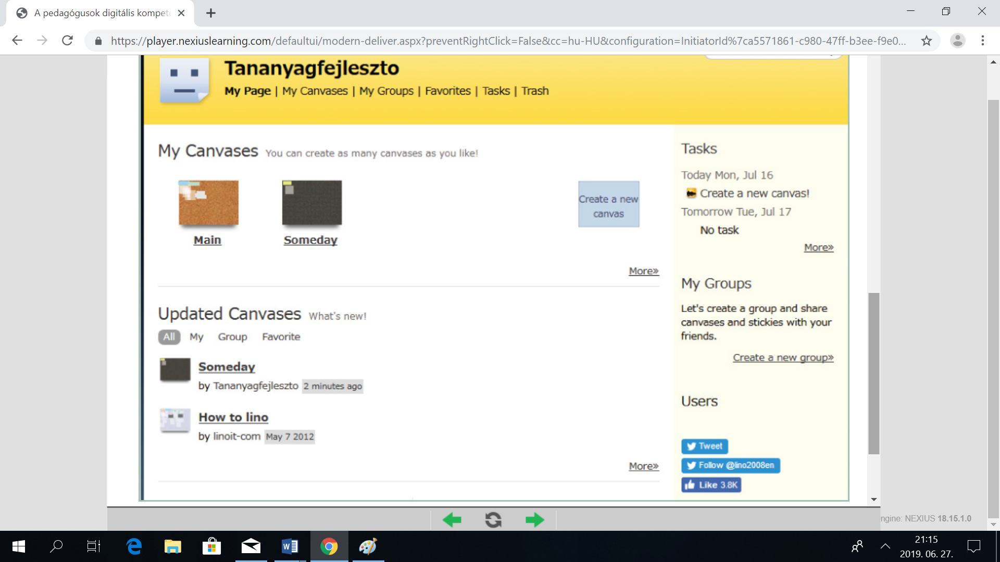 A pedagógusok digitális kompete
https://player.nexiuslearning.com/defaultui/modern-deliver.aspx?preventRightClick=False&cc=hu-HU&configuration=InitiatorId%7ca5571861-c980-47ff-b3ee-f9e0...
Tananyagfejleszto
My Page | My Canvases | My Groups | Favorites | Tasks | Trash
My Canvases You can create as many canvases as you like!
Create a new
canvas
Main
Someday
More»
Updated Canvases What's new!
All My Group Favorite
Someday
by Tananyagfejleszto 2 minutes ago
How to lino
by linoit-com May 7 2012
More»
Tasks
Today Mon, Jul 16
Create a new canvas!
Tomorrow Tue, Jul 17
No task
More»
My Groups
Let's create a group and share
canvases and stickies with your
friends.
Create a new group»
Users
Tweet
Follow @lino2008en
Like 3.8K
ngine: NEXIUS 18.15.1.0
21:15
2019. 06. 27.